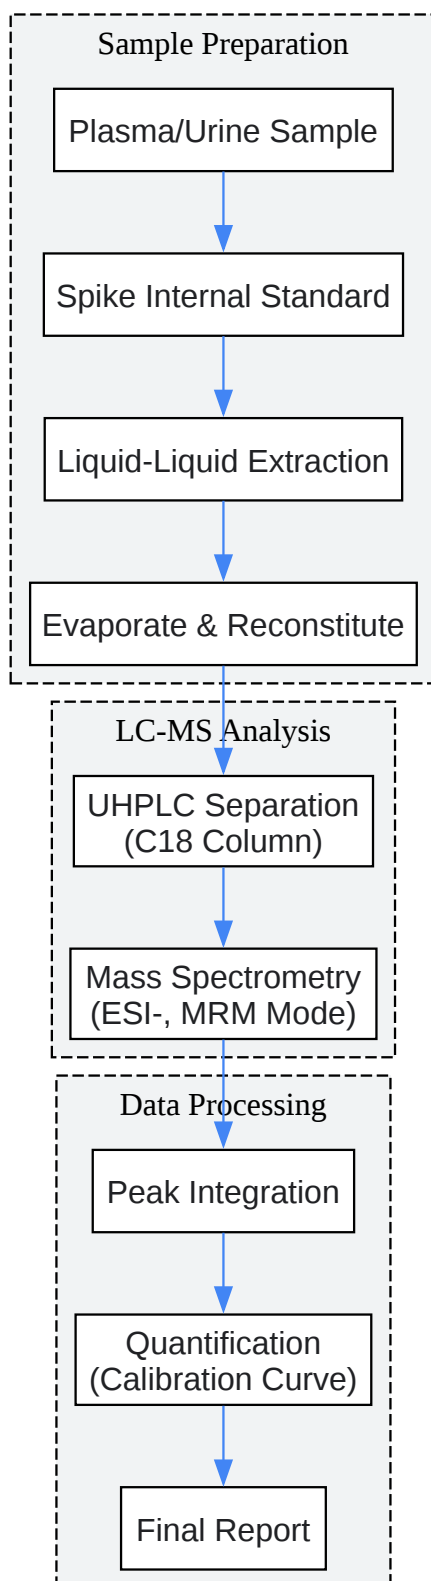 Sample Preparation
Plasma/Urine Sample
Spike Internal Standard
Liquid-Liquid Extraction
Evaporate & Reconstitute
LC-MS Analysis
UHPLC Separation
(C18 Column)
Mass Spectrometry
(ESI-, MRM Mode)
Data Processing
Peak Integration
Quantification
(Calibration Curve)
Final Report